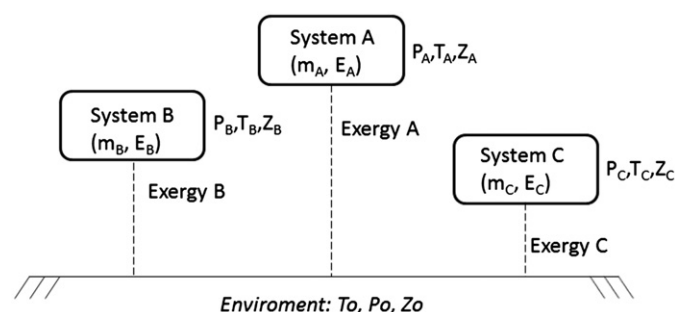 System A
(mA, EA)
PA,TA,ZA
Exergy A
System B
(mB, EB)
PB,TB,ZB
Exergy B
System C
(mC, EC)
PC,TC,ZC
Exergy C
Enviroment: To, Po, Zo